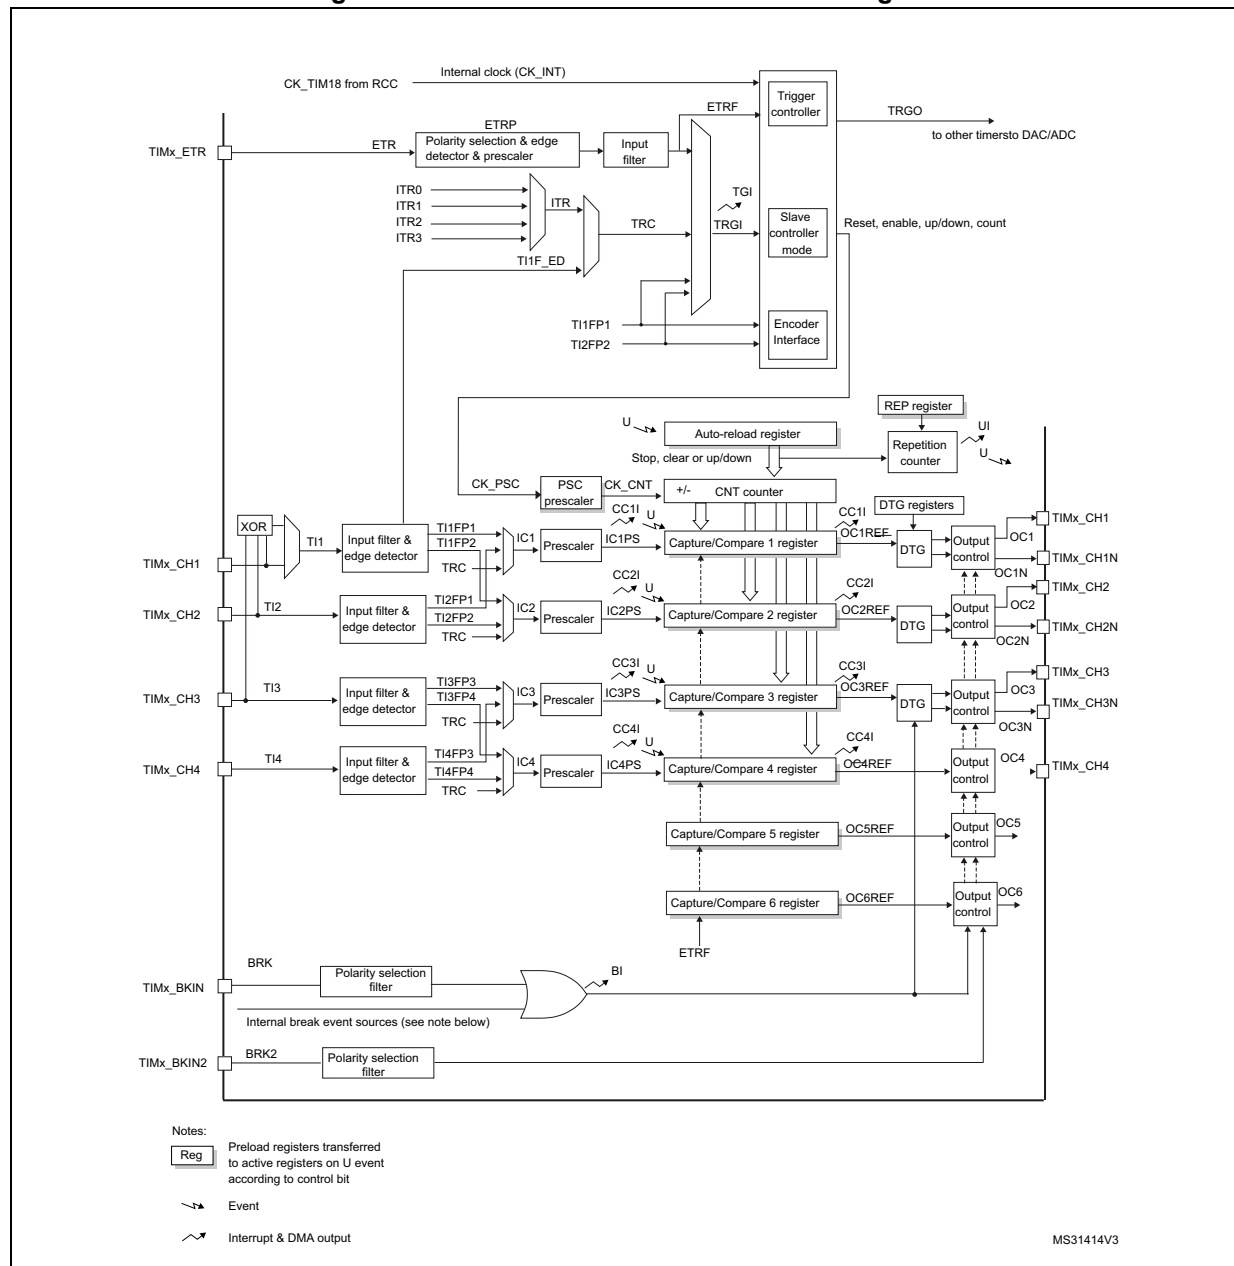 Internal clock (CK_INT)
CK_TIM18 from RCC
Trigger
controller
ETRF
TRGO
to other timersto DAC/ADC
ETRP
TIMx_ETR
ETR
Polarity selection & edge
detector & prescaler
Input
filter
ITR0
ITR1
ITR2
ITR3
ITR
TGI
TRC
TRGI
Slave
controller
mode
Reset, enable, up/down, count
TI1F_ED
TI1FP1
TI2FP2
Encoder
Interface
REP register
U
Auto-reload register
Repetition
counter
UI
U
Stop, clear or up/down
CK_PSC
PSC
prescaler
CK_CNT
+/-
CNT counter
DTG registers
XOR
TI1
Input filter &
edge detector
TI1FP1
TI1FP2
TRC
IC1
Prescaler
IC1PS
CC1I
U
Capture/Compare 1 register
CC1I
OC1REF
DTG
Output
control
OC1
OC1N
TIMx_CH1
TIMx_CH1N
TIMx_CH1
TIMx_CH2
TI2
Input filter &
edge detector
TI2FP1
TI2FP2
TRC
IC2
Prescaler
IC2PS
CC2I
U
Capture/Compare 2 register
CC2I
OC2REF
DTG
Output
control
OC2
OC2N
TIMx_CH2
TIMx_CH2N
TIMx_CH3
TI3
Input filter &
edge detector
TI3FP3
TI3FP4
TRC
IC3
Prescaler
IC3PS
CC3I
U
Capture/Compare 3 register
CC3I
OC3REF
DTG
Output
control
OC3
OC3N
TIMx_CH3
TIMx_CH3N
TIMx_CH4
TI4
Input filter &
edge detector
TI4FP3
TI4FP4
TRC
IC4
Prescaler
IC4PS
CC4I
U
Capture/Compare 4 register
CC4I
OC4REF
Output
control
OC4
TIMx_CH4
Capture/Compare 5 register
OC5REF
Output
control
OC5
Capture/Compare 6 register
OC6REF
Output
control
OC6
ETRF
BRK
TIMx_BKIN
Polarity selection
filter
BI
Internal break event sources (see note below)
TIMx_BKIN2
BRK2
Polarity selection
filter
Notes:
Reg
Preload registers transferred
to active registers on U event
according to control bit
Event
Interrupt & DMA output
MS31414V3